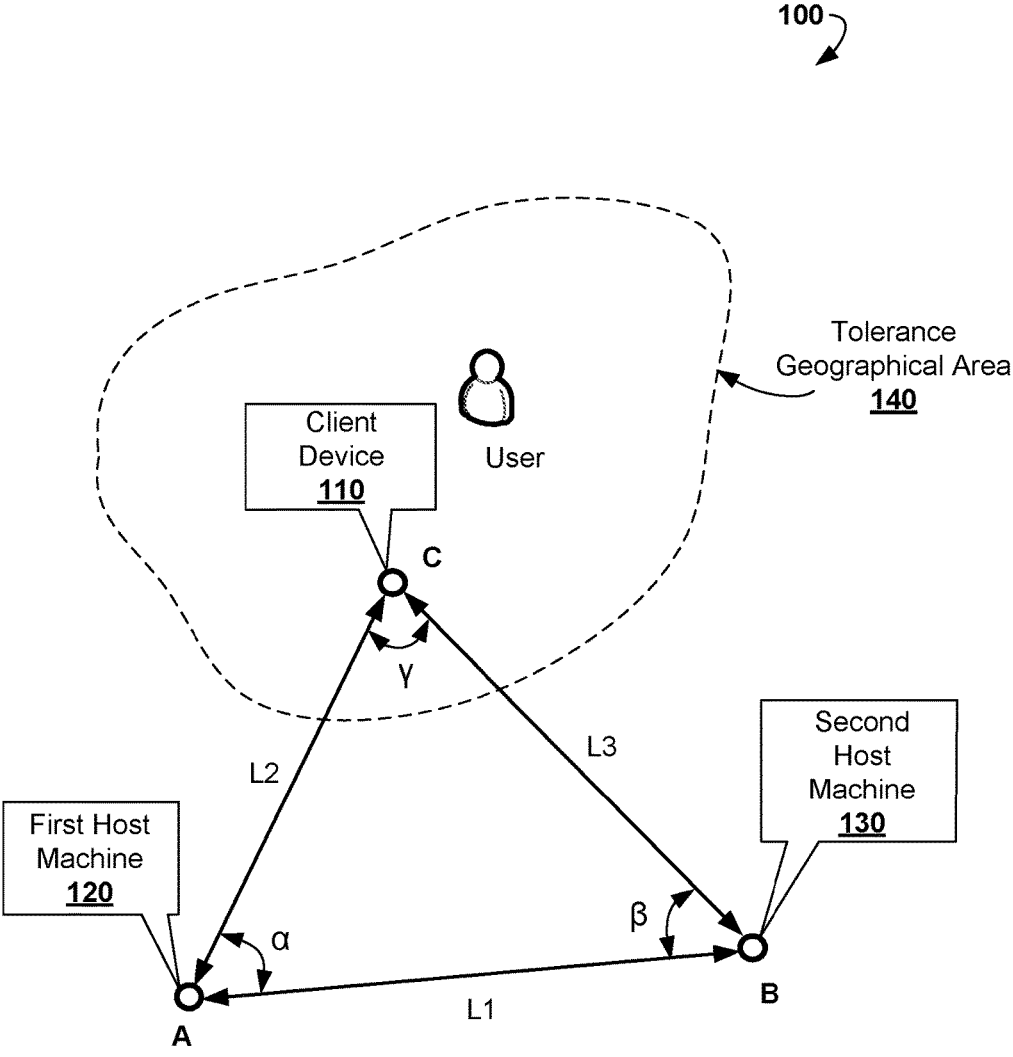 100
Tolerance
Geographical Area
140
Client
Device
110
User
C
γ
L2
L3
Second
Host
Machine
130
First Host
Machine
120
α
β
L1
A
B